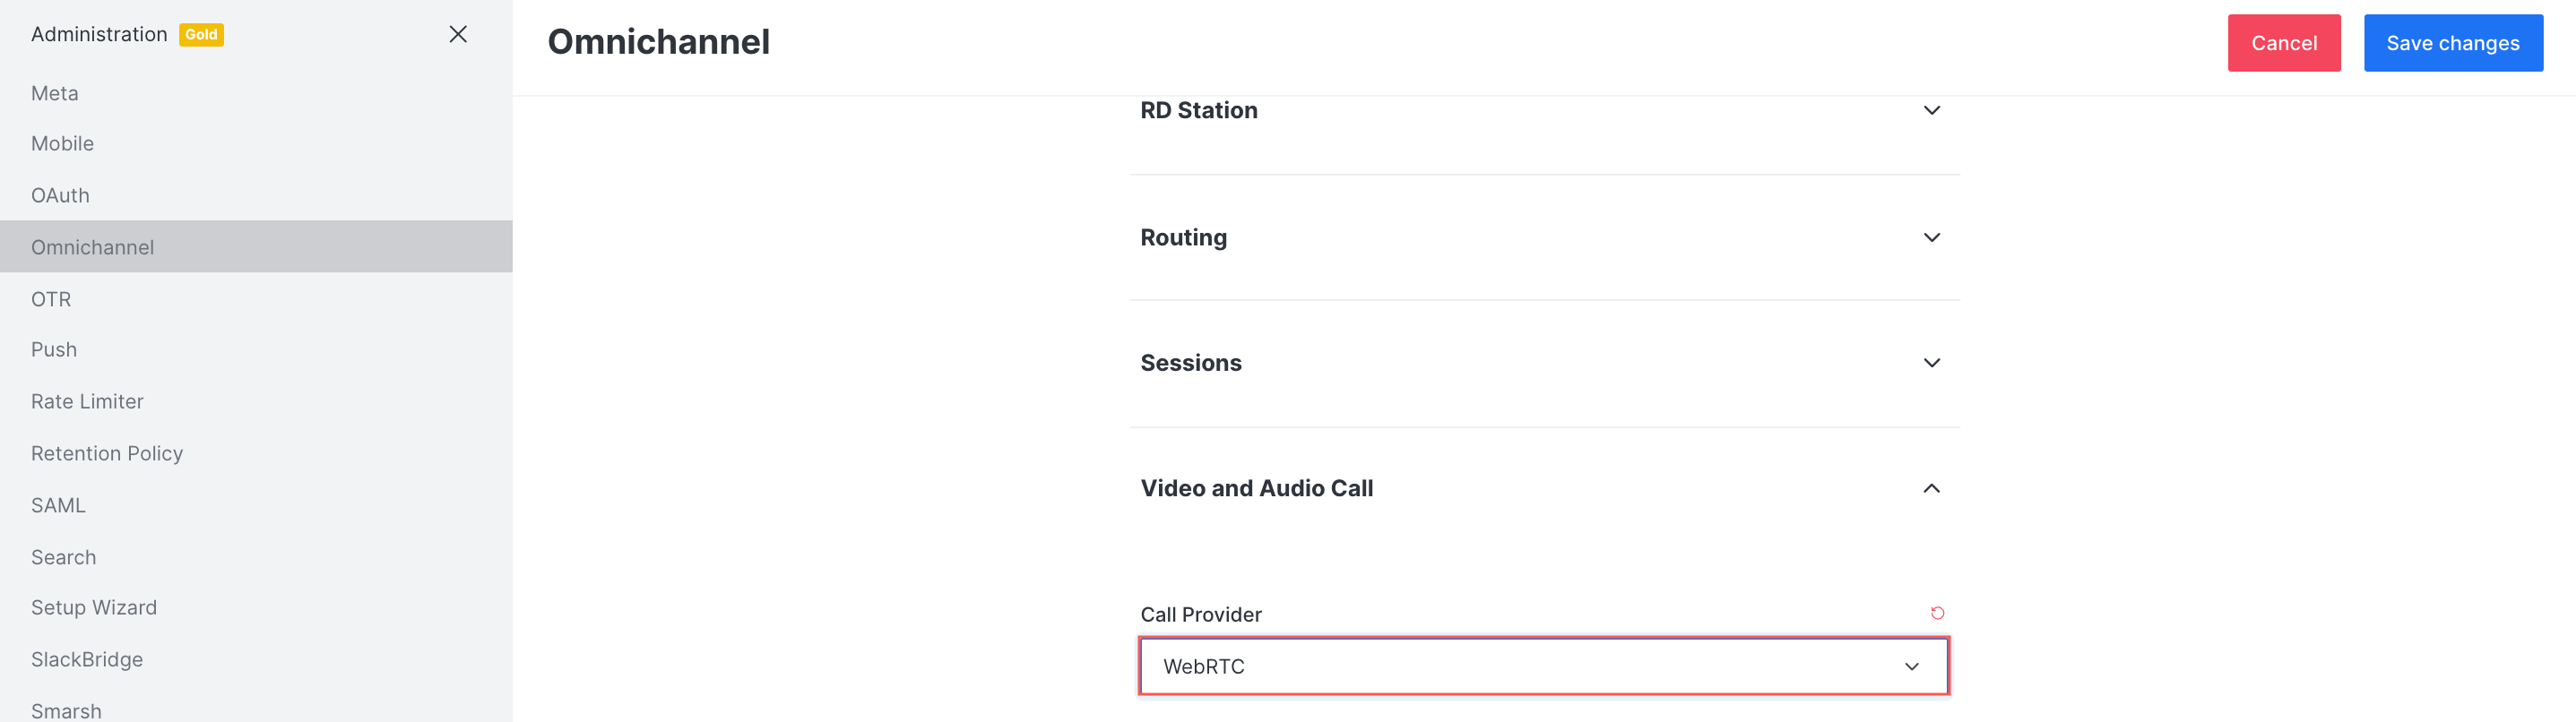 Administration Gold
Meta
Mobile
OAuth
Omnichannel
OTR
Push
Rate Limiter
Retention Policy
SAML
Search
Setup Wizard
SlackBridge
Smarsh
Omnichannel
Cancel
Save changes
RD Station
Routing
Sessions
Video and Audio Call
Call Provider
WebRTC